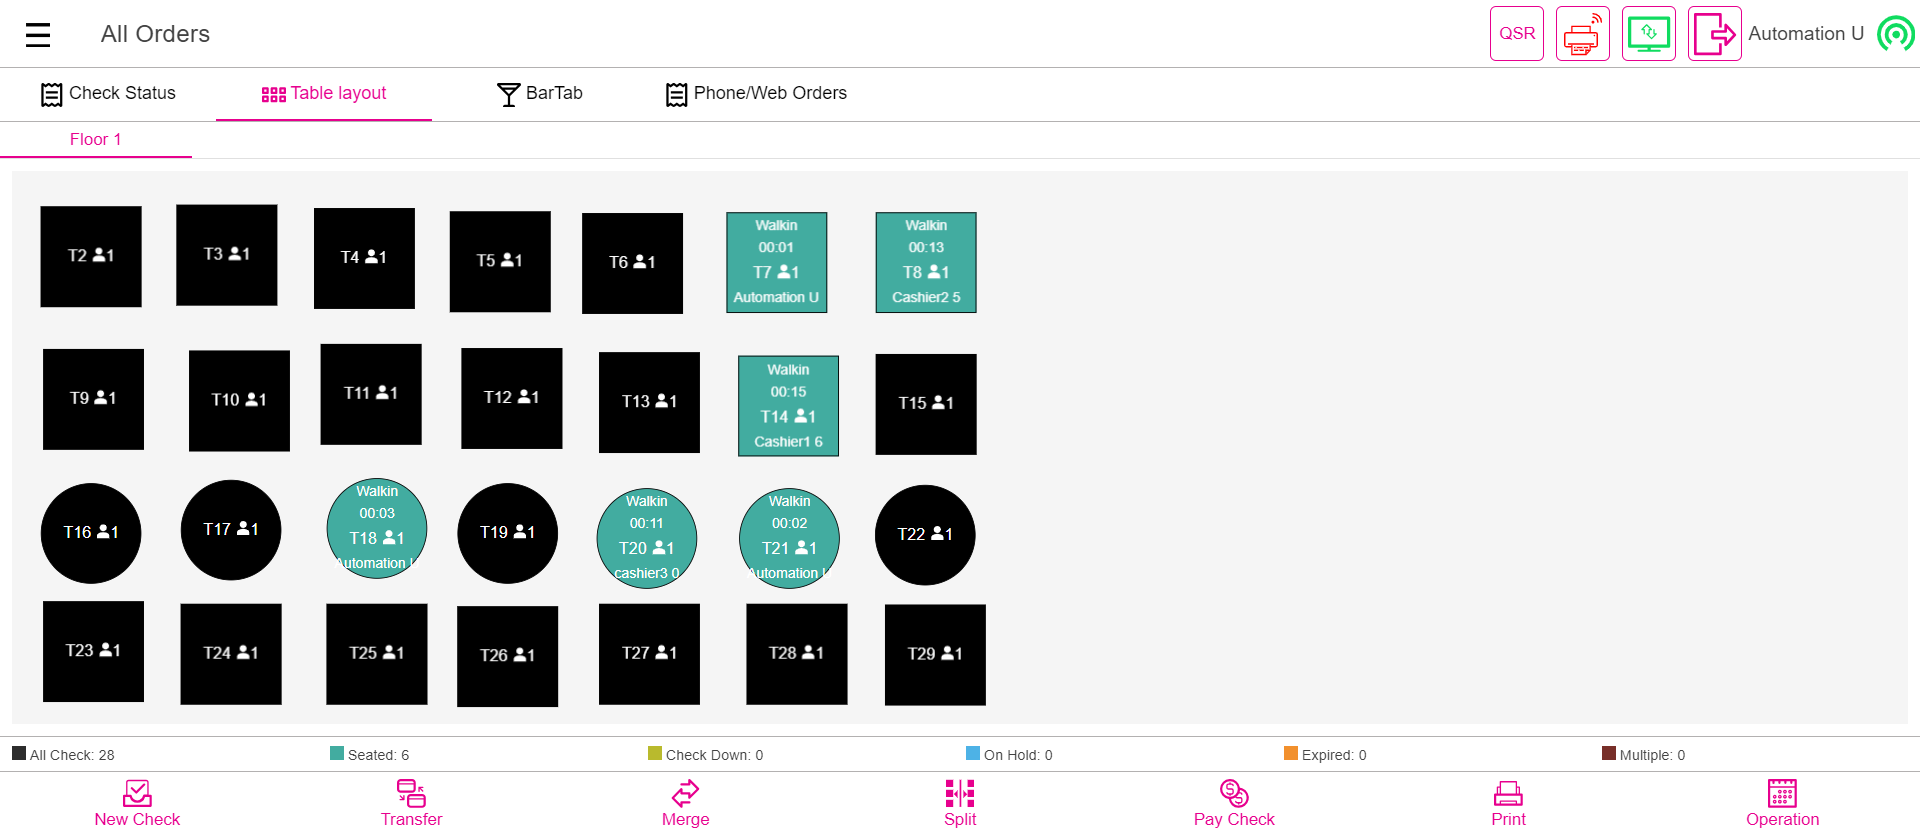 All Orders
QSR
Automation U
Check Status
Table layout
BarTab
Phone/Web Orders
Floor 1
T2 1
T3 1
T4 1
T5 1
T6 1
Walkin
00:01
T7 1
Automation U
Walkin
00:13
T8 1
Cashier2 5
T9 1
T10 1
T11 1
T12 1
T13 1
Walkin
00:15
T14 1
Cashier1 6
T15 1
T16 1
T17 1
Walkin
00:03
T18 1
Automation U
T19 1
Walkin
00:11
T20 1
cashier3 0
Walkin
00:02
T21 1
Automation U
T22 1
T23 1
T24 1
T25 1
T26 1
T27 1
T28 1
T29 1
All Check: 28
Seated: 6
Check Down: 0
On Hold: 0
Expired: 0
Multiple: 0
New Check
Transfer
Merge
Split
Pay Check
Print
Operation